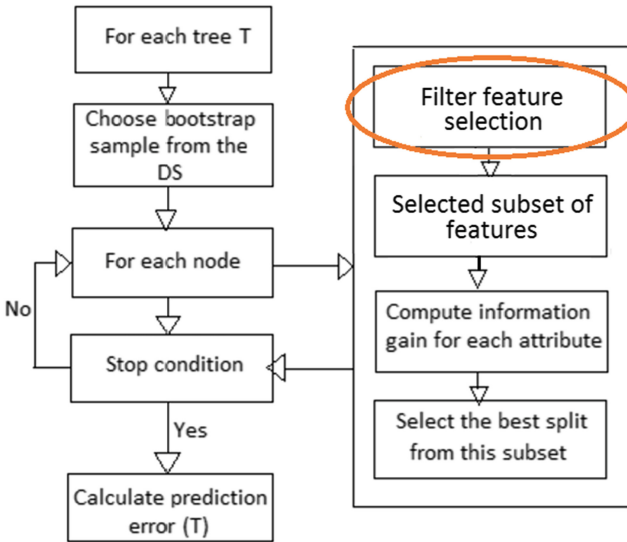 For each tree T
Choose bootstrap
sample from the
DS
For each node
No
Stop condition
Yes
Calculate prediction
error (T)
Filter feature
selection
Selected subset of
features
Compute information
gain for each attribute
Select the best split
from this subset